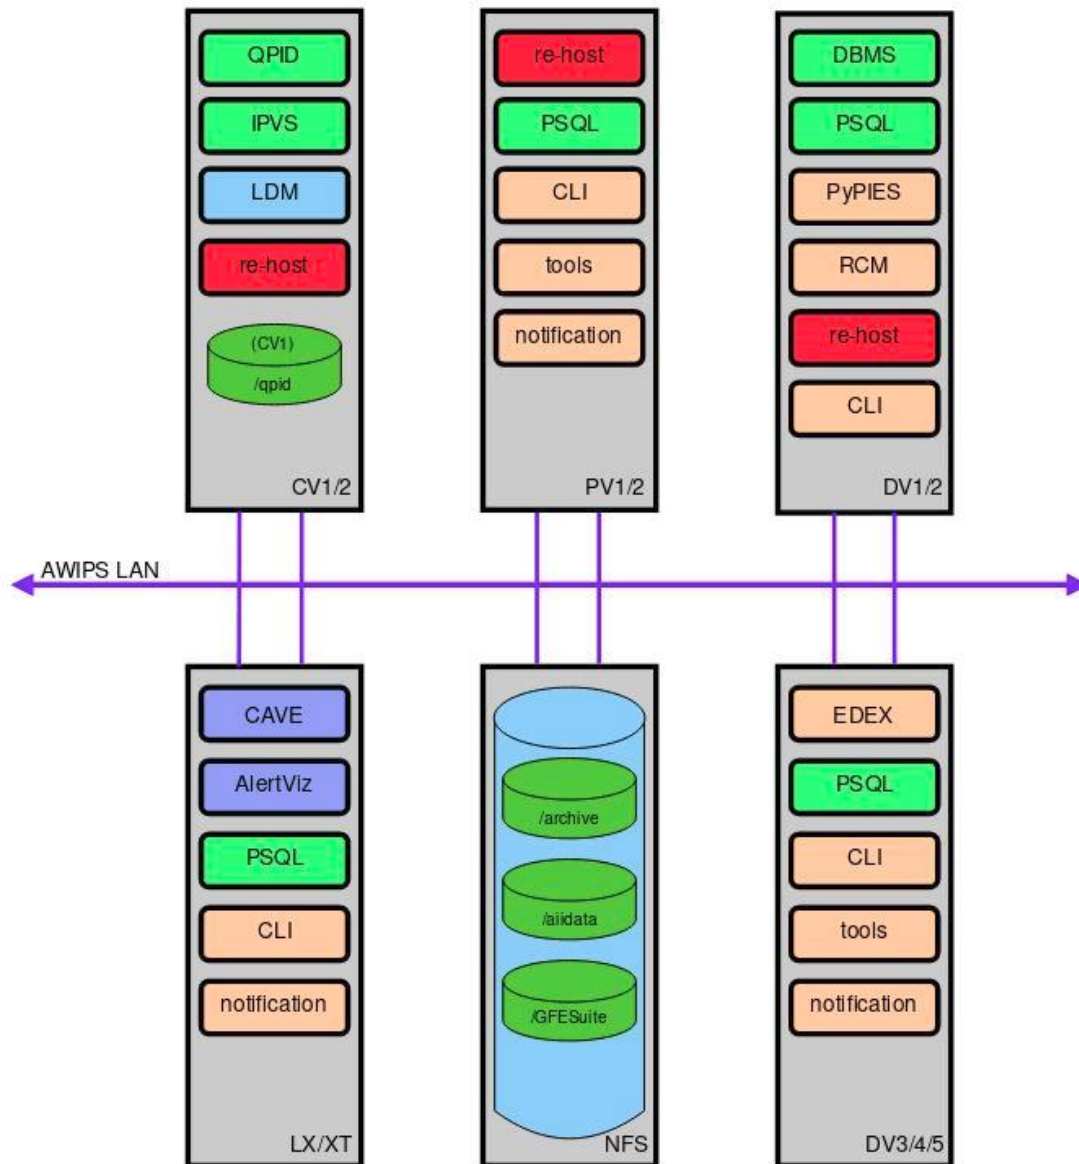 QPID
IPVS
LDM
re-host
(CV1)
/qpid
CV1/2
re-host
PSQL
CLI
tools
notification
PV1/2
DBMS
PSQL
PyPIES
RCM
re-host
CLI
DV1/2
AWIPS LAN
CAVE
AlertViz
PSQL
CLI
notification
LX/XT
/archive
/aiidata
/GFESuite
NFS
EDEX
PSQL
CLI
tools
notification
DV3/4/5